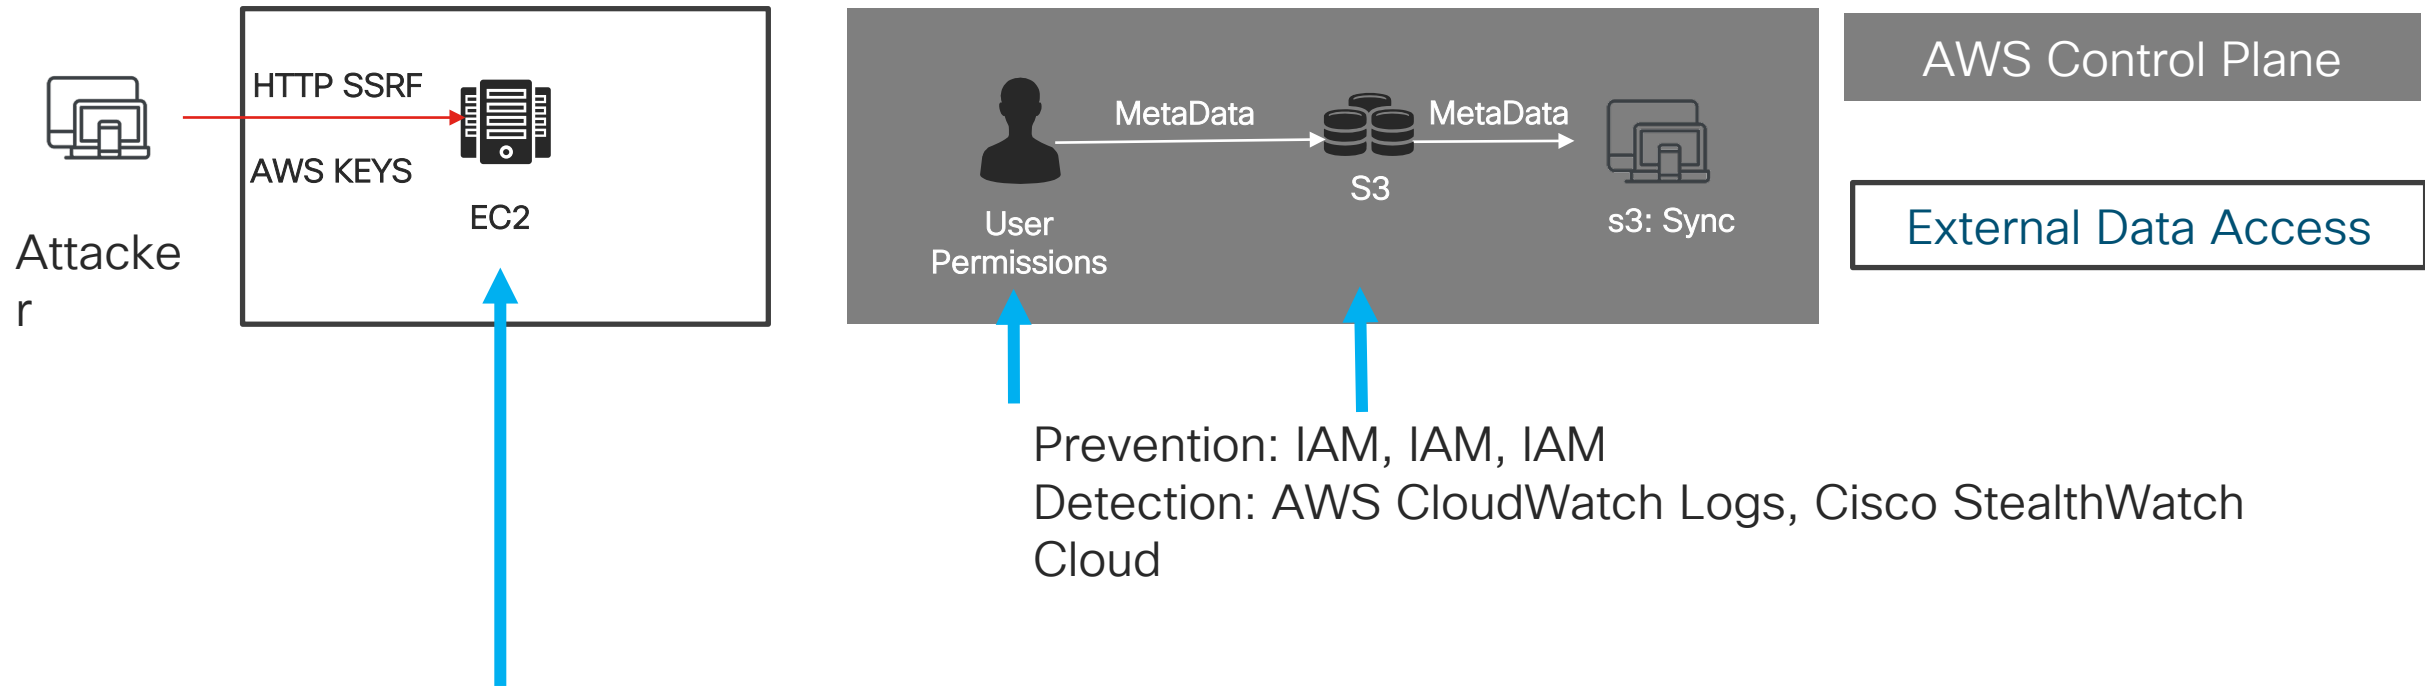 Attacke
r
HTTP SSRF
AWS KEYS
EC2
User
Permissions
MetaData
S3
MetaData
s3: Sync
AWS Control Plane
External Data Access
Prevention: IAM, IAM, IAM
Detection: AWS CloudWatch Logs, Cisco StealthWatch
Cloud